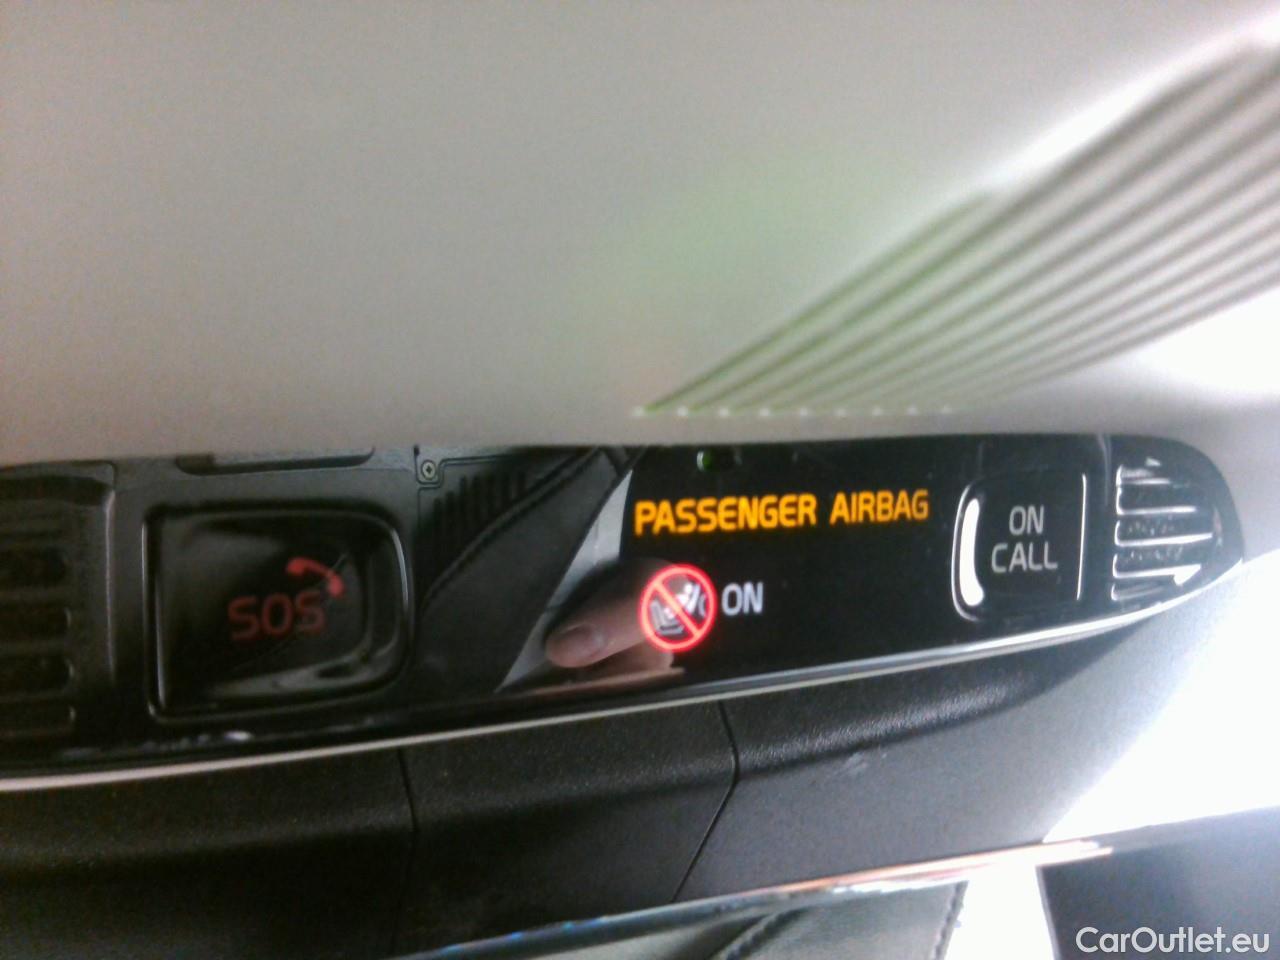 SOS
PASSENGER AIRBAG
ON
ON
CALL
CarOutlet.eu